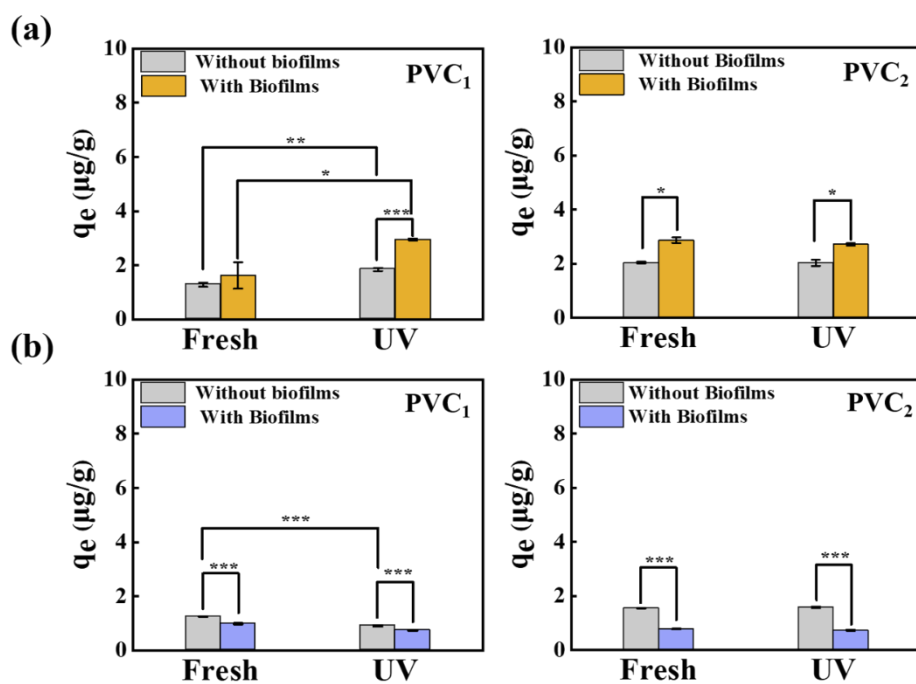 (a)
10
8
6
4
2
0
qe (μg/g)
Without biofilms
With Biofilms
PVC1
**
*
***
Fresh
UV
10
8
6
4
2
0
qe (μg/g)
Without Biofilms
With Biofilms
PVC2
*
*
Fresh
UV
(b)
10
8
6
4
2
0
qe (μg/g)
Without biofilms
With Biofilms
PVC1
***
***
***
Fresh
UV
10
8
6
4
2
0
qe (μg/g)
Without Biofilms
With Biofilms
PVC2
***
***
Fresh
UV